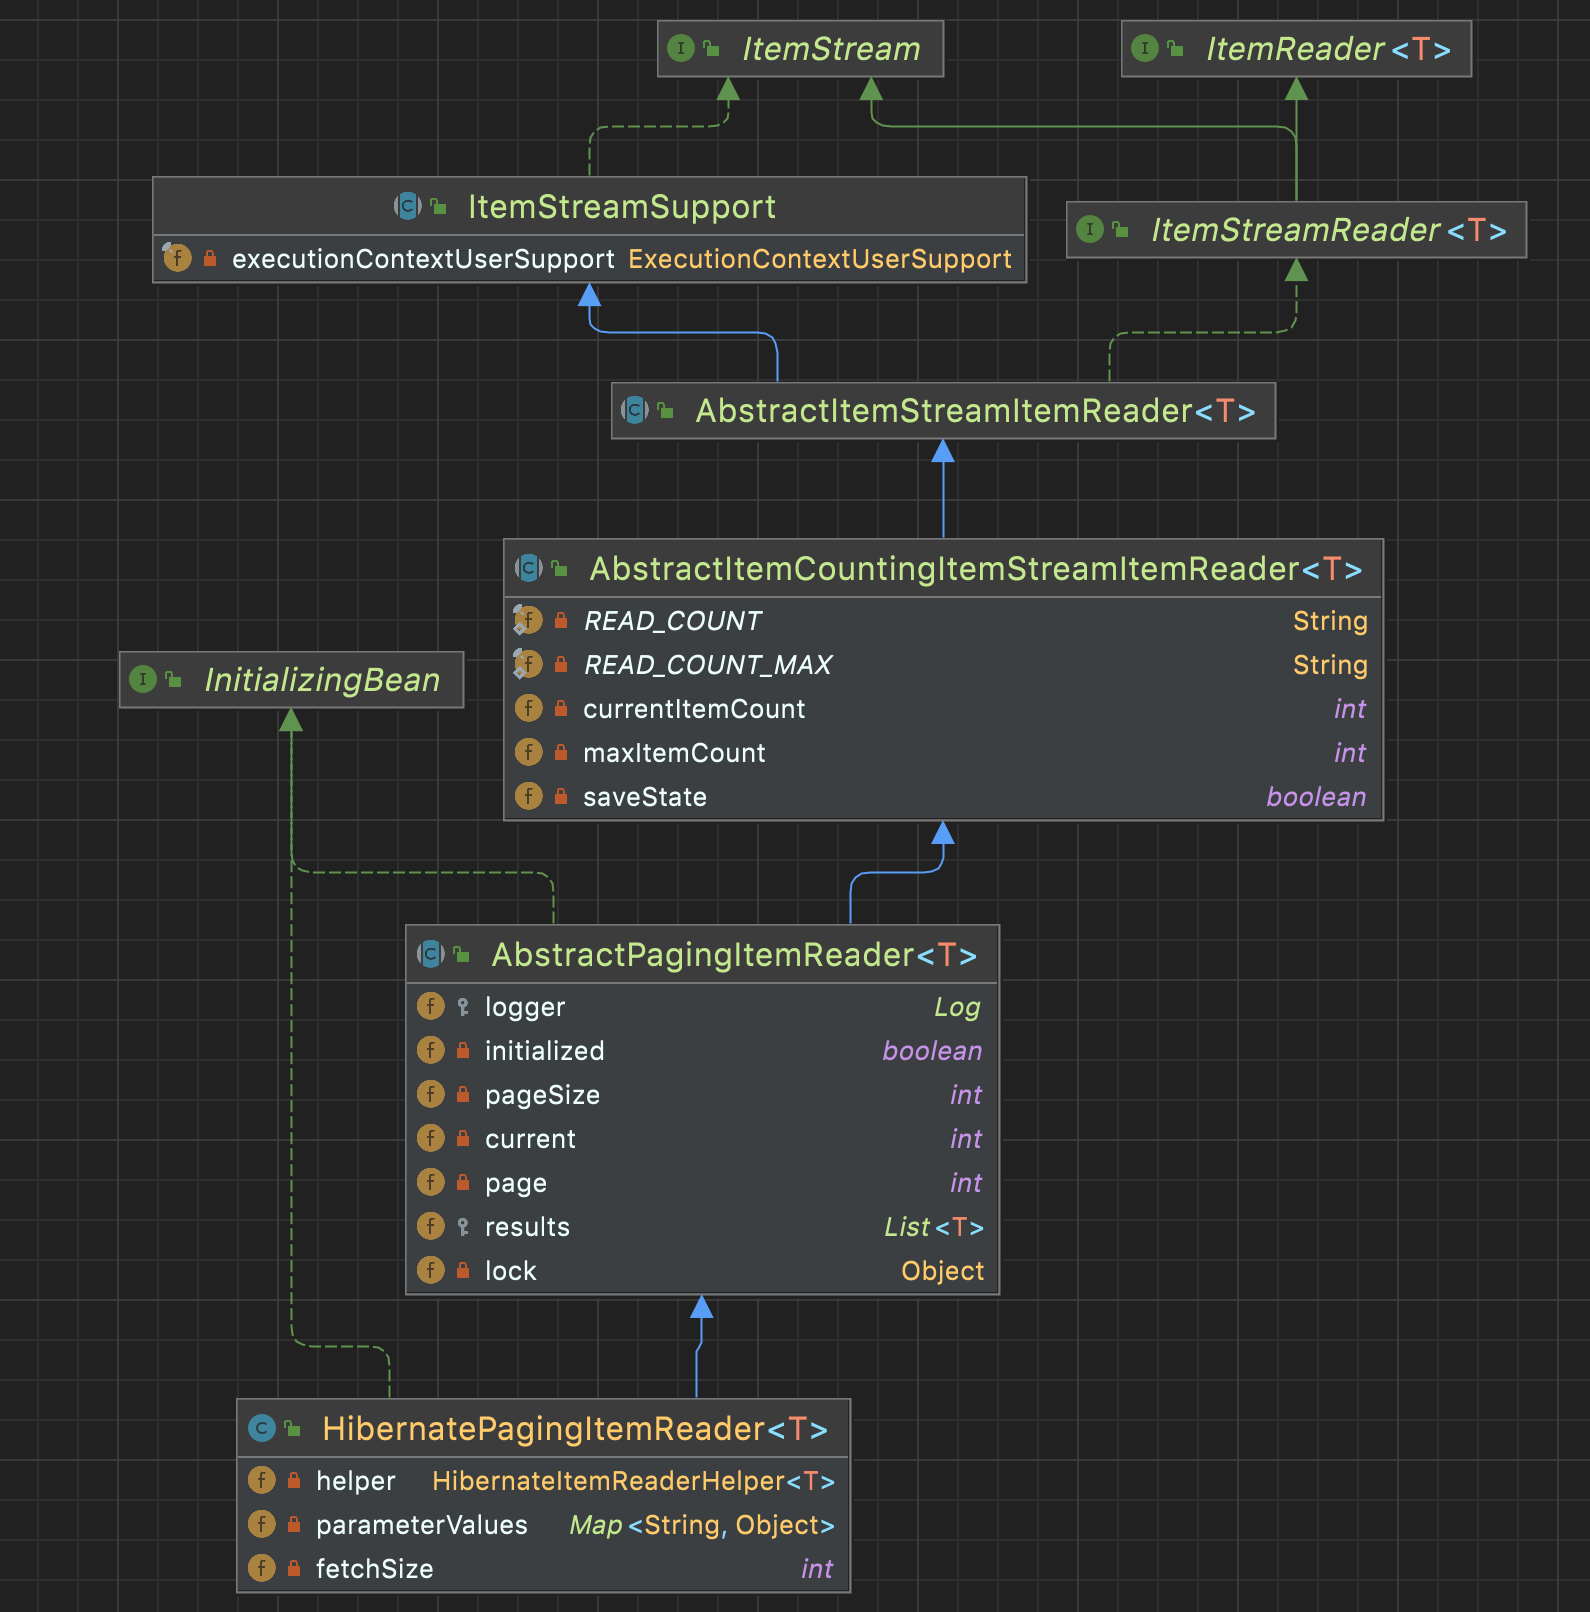 ItemStream
ItemReader<T>
ItemStreamSupport
executionContextUserSupport ExecutionContextUserSupport
ItemStreamReader<T>
AbstractItemStreamItemReader<T>
AbstractItemCountingItemStreamItemReader<T>
READ_COUNT String
READ_COUNT_MAX String
currentItemCount int
maxItemCount int
saveState boolean
InitializingBean
AbstractPagingItemReader<T>
logger Log
initialized boolean
pageSize int
current int
page int
results List<T>
lock Object
HibernatePagingItemReader<T>
helper HibernateItemReaderHelper<T>
parameterValues Map<String, Object>
fetchSize int